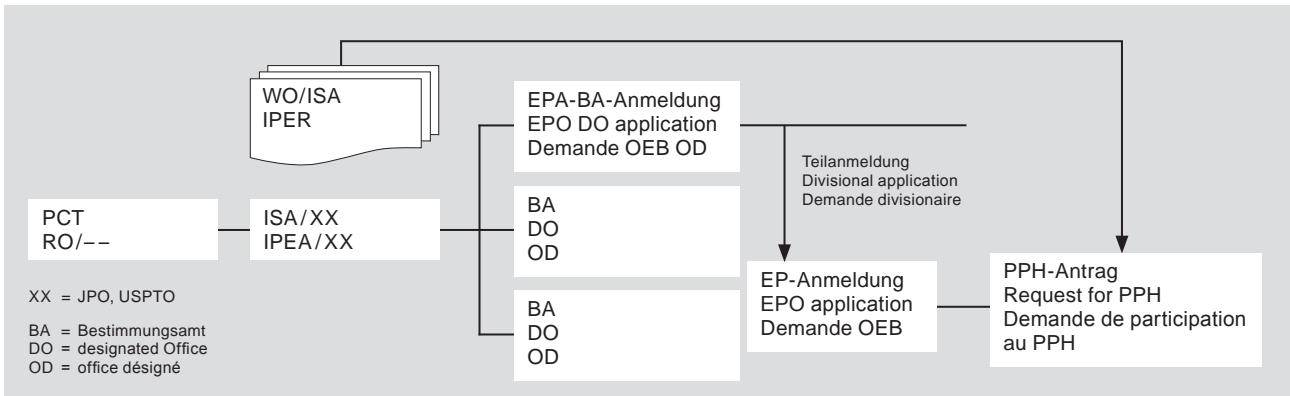 WO/ISA
IPER
EPA-BA-Anmeldung
EPO DO application
Demande OEB OD
Teilanmeldung
Divisional application
Demande divisionaire
PCT
RO/––
ISA/XX
IPEA/XX
BA
DO
OD
EP-Anmeldung
EPO application
Demande OEB
PPH-Antrag
Request for PPH
Demande de participation
au PPH
BA
DO
OD
XX = JPO, USPTO
BA = Bestimmungsamt
DO = designated Office
OD = office désigné